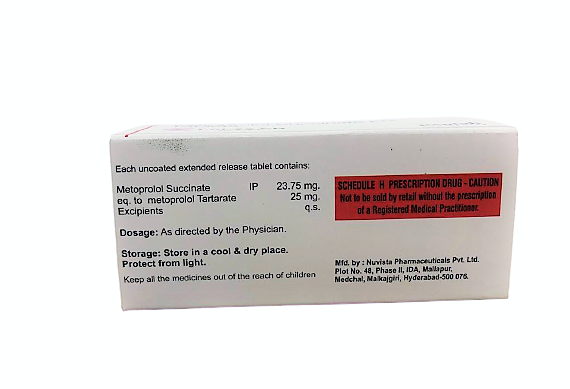 Each uncoated extended release tablet contains:
Metoprolol Succinate IP 23.75 mg.
eq. to metoprolol Tartarate 25 mg.
Excipients q.s.
Dosage: As directed by the Physician.
Storage: Store in a cool & dry place.
Protect from light.
Keep all the medicines out of the reach of children
SCHEDULE H PRESCRIPTION DRUG - CAUTION
Not to be sold by retail without the prescription
of a Registered Medical Practitioner.
Mfd. by : Nuvista Pharmaceuticals Pvt. Ltd.
Plot No. 48, Phase II, IDA, Mallapur,
Medchal, Malkajgiri, Hyderabad-500 076.